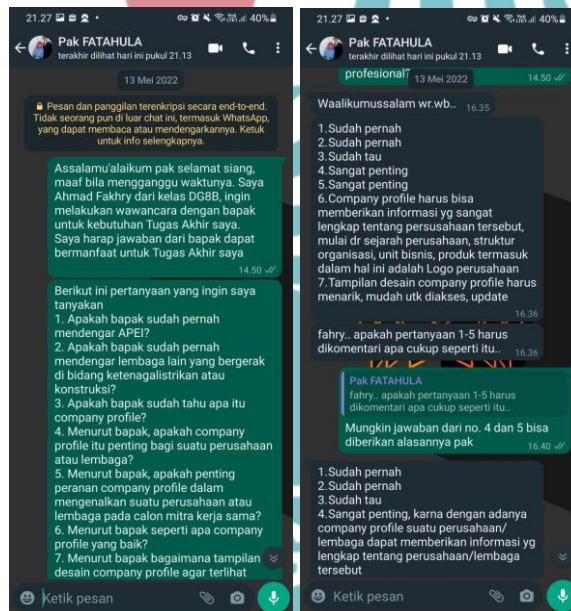 21.27
40%
Pak FATAHULA
terakhir dilihat hari ini pukul 21.13
13 Mei 2022
Pesan dan panggilan terenkripsi secara end-to-end.
Tidak seorang pun di luar chat ini, termasuk WhatsApp,
yang dapat membaca atau mendengarkannya. Ketuk
untuk info selengkapnya.
Assalamu'alaikum pak selamat siang,
maaf bila mengganggu waktunya. Saya
Ahmad Fakhry dari kelas DG8B, ingin
melakukan wawancara dengan bapak
untuk kebutuhan Tugas Akhir saya.
Saya harap jawaban dari bapak dapat
bermanfaat untuk Tugas Akhir saya
14.50
Berikut ini pertanyaan yang ingin saya
tanyakan
1. Apakah bapak sudah pernah
mendengar APEI?
2. Apakah bapak sudah pernah
mendengar lembaga lain yang bergerak
di bidang ketenagalistrikan atau
konstruksi?
3. Apakah bapak sudah tahu apa itu
company profile?
4. Menurut bapak, apakah company
profile itu penting bagi suatu perusahaan
atau lembaga?
5. Menurut bapak, apakah penting
peranan company profile dalam
mengenalkan suatu perusahaan atau
lembaga pada calon mitra kerja sama?
6. Menurut bapak seperti apa company
profile yang baik?
7. Menurut bapak bagaimana tampilan
desain company profile agar terlihat
Ketik pesan
21.27
40%
Pak FATAHULA
terakhir dilihat hari ini pukul 21.13
profesional?
13 Mei 2022
14.50
Waalikumussalam wr.wb..
16.35
1.Sudah pernah
2.Sudah pernah
3.Sudah tau
4.Sangat penting
5.Sangat penting
6.Company profile harus bisa
memberikan informasi yg sangat
lengkap tentang persusahaan tersebut,
mulai dr sejarah perusahaan, struktur
organisasi, unit bisnis, produk termasuk
dalam hal ini adalah Logo perusahaan
7.Tampilan desain company profile harus
menarik, mudah utk diakses, update
16.36
fahry.. apakah pertanyaan 1-5 harus
dikomentari apa cukup seperti itu..
16.36
Pak FATAHULA
fahry.. apakah pertanyaan 1-5 harus
dikomentari apa cukup seperti itu..
Mungkin jawaban dari no. 4 dan 5 bisa
diberikan alasannya pak
16.40
1.Sudah pernah
2.Sudah pernah
3.Sudah tau
4.Sangat penting, karna dengan adanya
company profile suatu perusahaan/
lembaga dapat memberikan informasi yg
lengkap tentang perusahaan/lembaga
tersebut
Ketik pesan